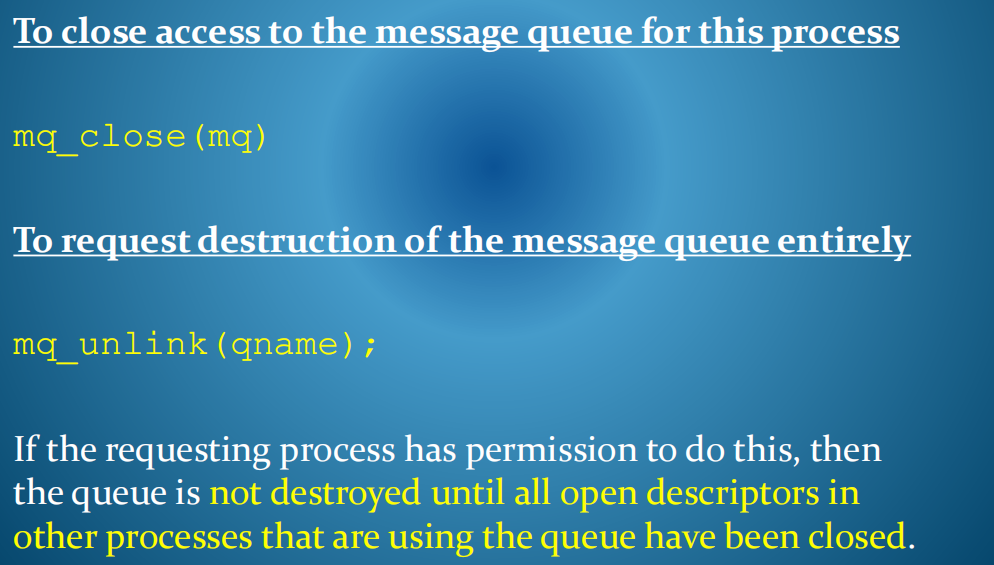 To close access to the message queue for this process
mq_close(mq)
To request destruction of the message queue entirely
mq_unlink(qname);
If the requesting process has permission to do this, then
the queue is not destroyed until all open descriptors in
other processes that are using the queue have been closed.